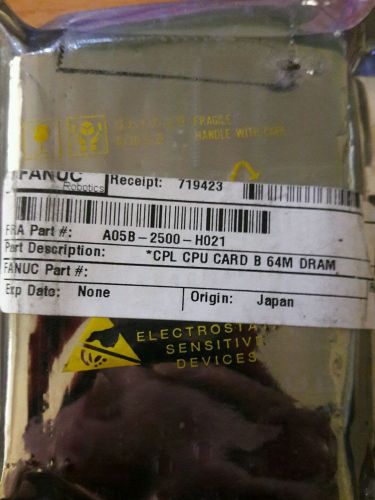 FRAGILE
HANDLE WITH CARE
FANUC
Robotics
Receipt: 719423
FRA Part #: A05B-2500-H021
Part Description: *CPL CPU CARD B 64M DRAM
FANUC Part #:
Exp Date: None
Origin: Japan
ELECTROSTA
SENSITIVE
DEVICES